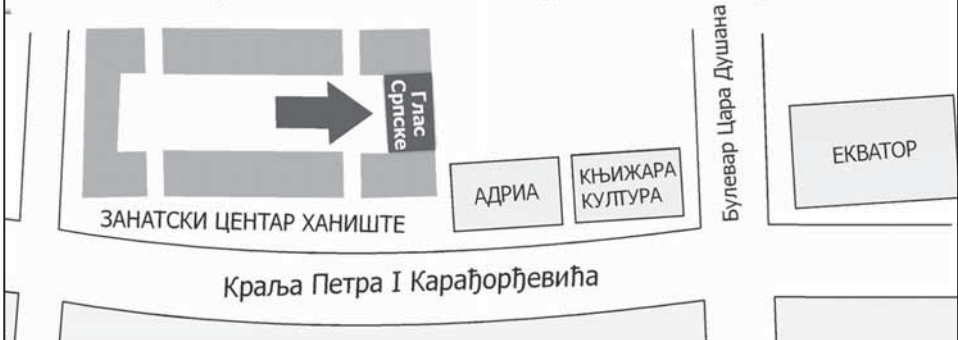 Глас
Српске
АДРИА
КЊИЖАРА
КУЛТУРА
Булевар Цара Душана
ЕКВАТОР
ЗАНАТСКИ ЦЕНТАР ХАНИШТЕ
Краља Петра I Карађорђевића